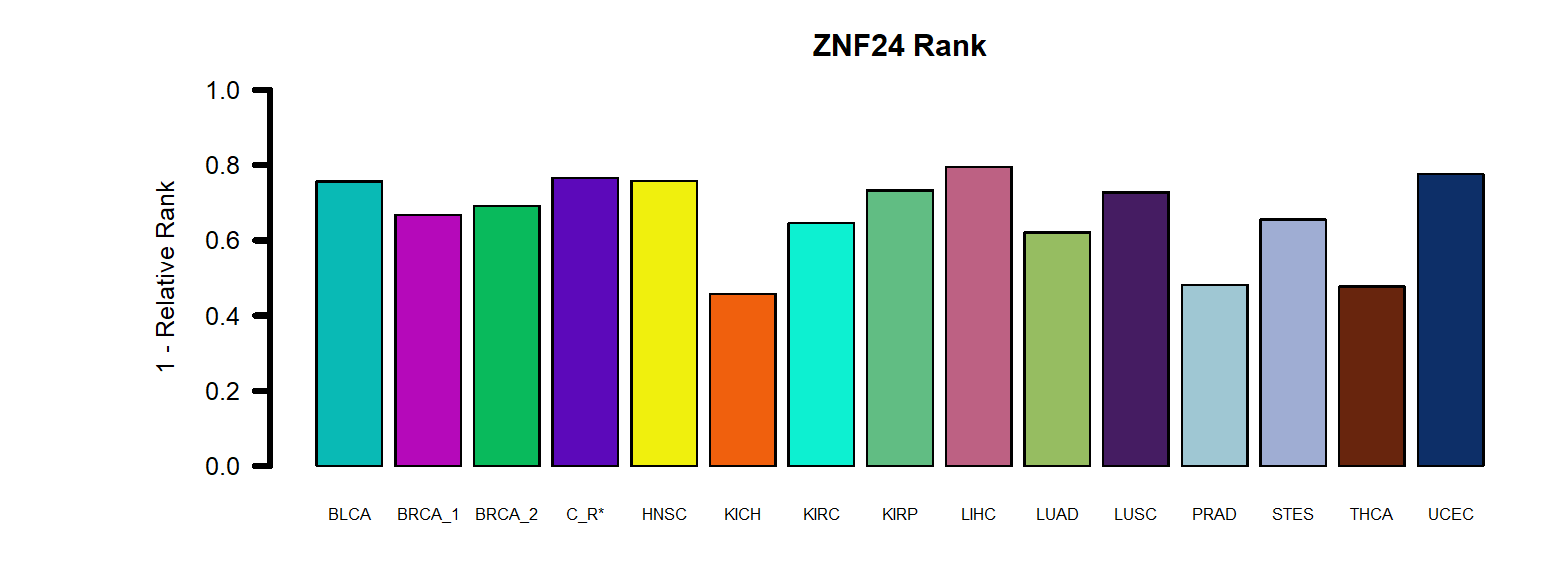 ZNF24 Rank
1 - Relative Rank
1.0
0.8
0.6
0.4
0.2
0.0
BLCA BRCA_1 BRCA_2 C_R* HNSC KICH KIRC KIRP LIHC LUAD LUSC PRAD STES THCA UCEC